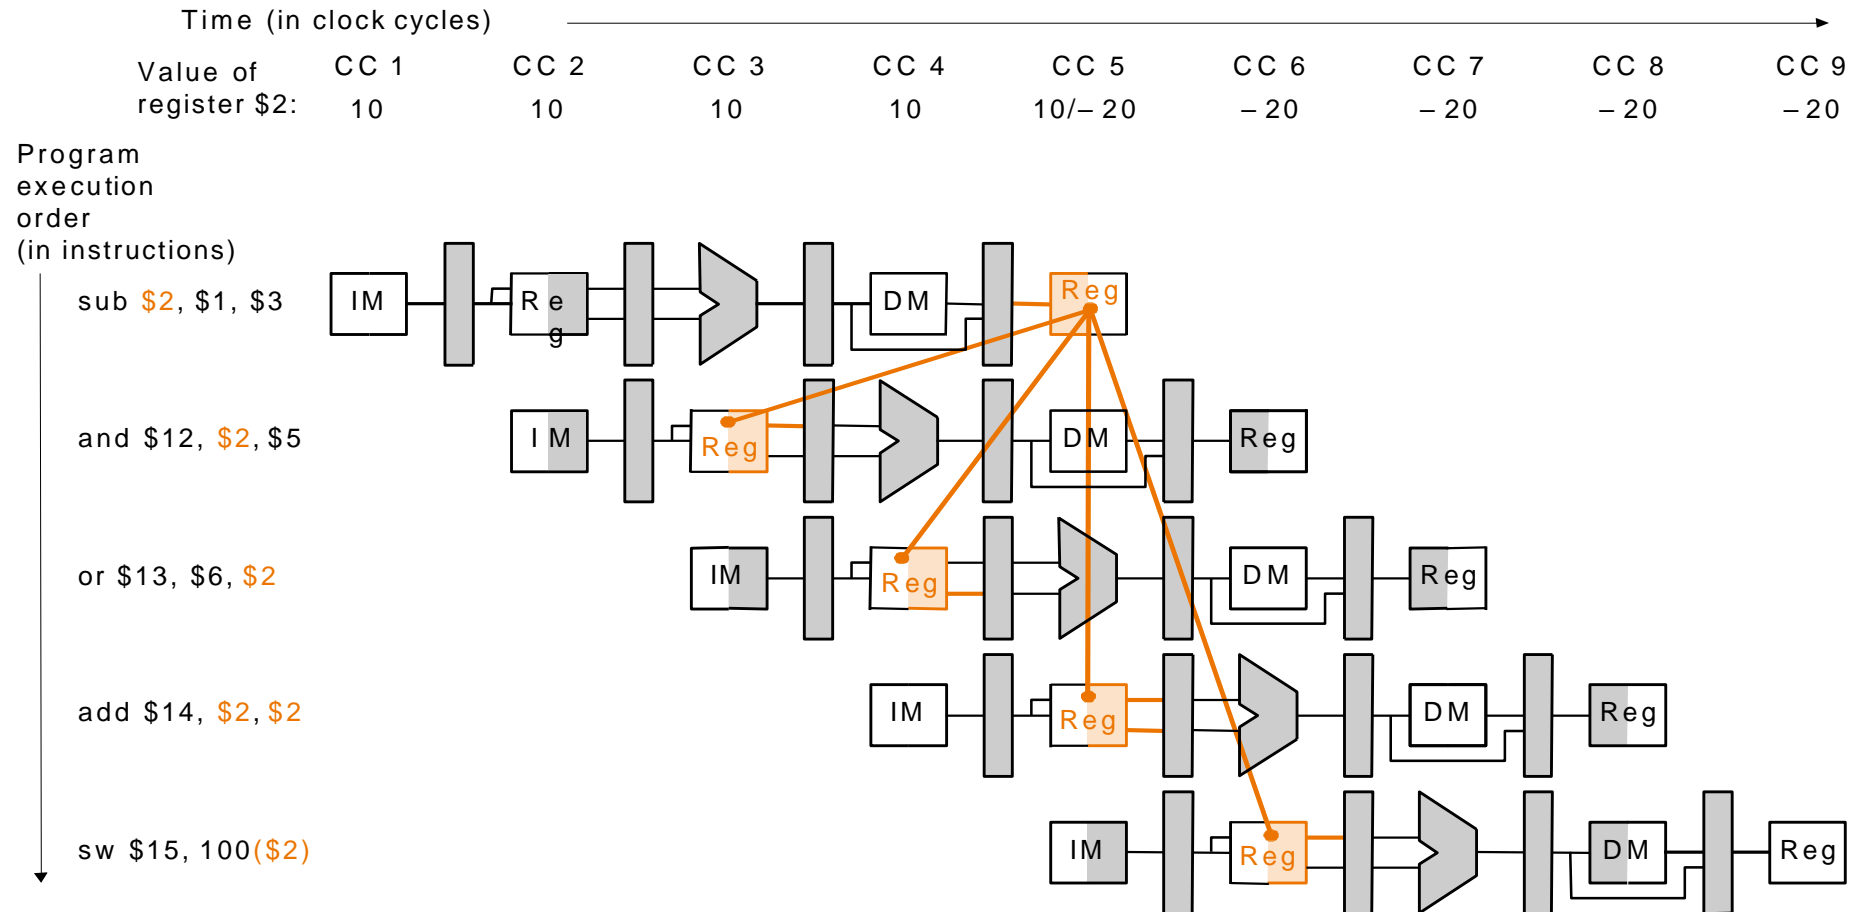 Time (in clock cycles)
CC 1 CC 2 CC 3 CC 4 CC 5 CC 6 CC 7 CC 8 CC 9
Value of
register $2: 10 10 10 10 10/– 20 – 20 – 20 – 20 – 20
Program
execution
order
(in instructions)
sub $2, $1, $3 IM Re DM Reg
g
and $12, $2, $5 IM Reg DM Reg
or $13, $6, $2 IM Reg DM Reg
add $14, $2, $2 IM Reg DM Reg
sw $15, 100($2) IM Reg DM Reg